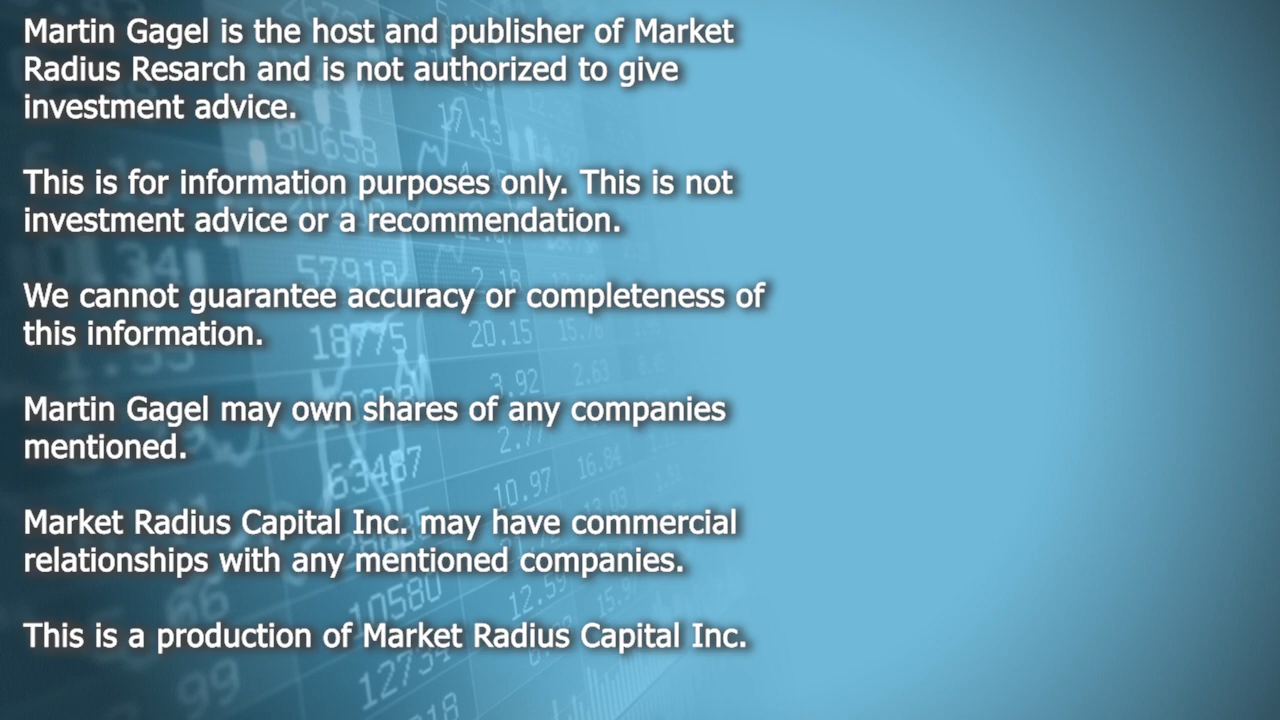 Martin Gagel is the host and publisher of Market
Radius Resarch and is not authorized to give
investment advice.
This is for information purposes only. This is not
investment advice or a recommendation.
We cannot guarantee accuracy or completeness of
this information.
Martin Gagel may own shares of any companies
mentioned.
Market Radius Capital Inc. may have commercial
relationships with any mentioned companies.
This is a production of Market Radius Capital Inc.